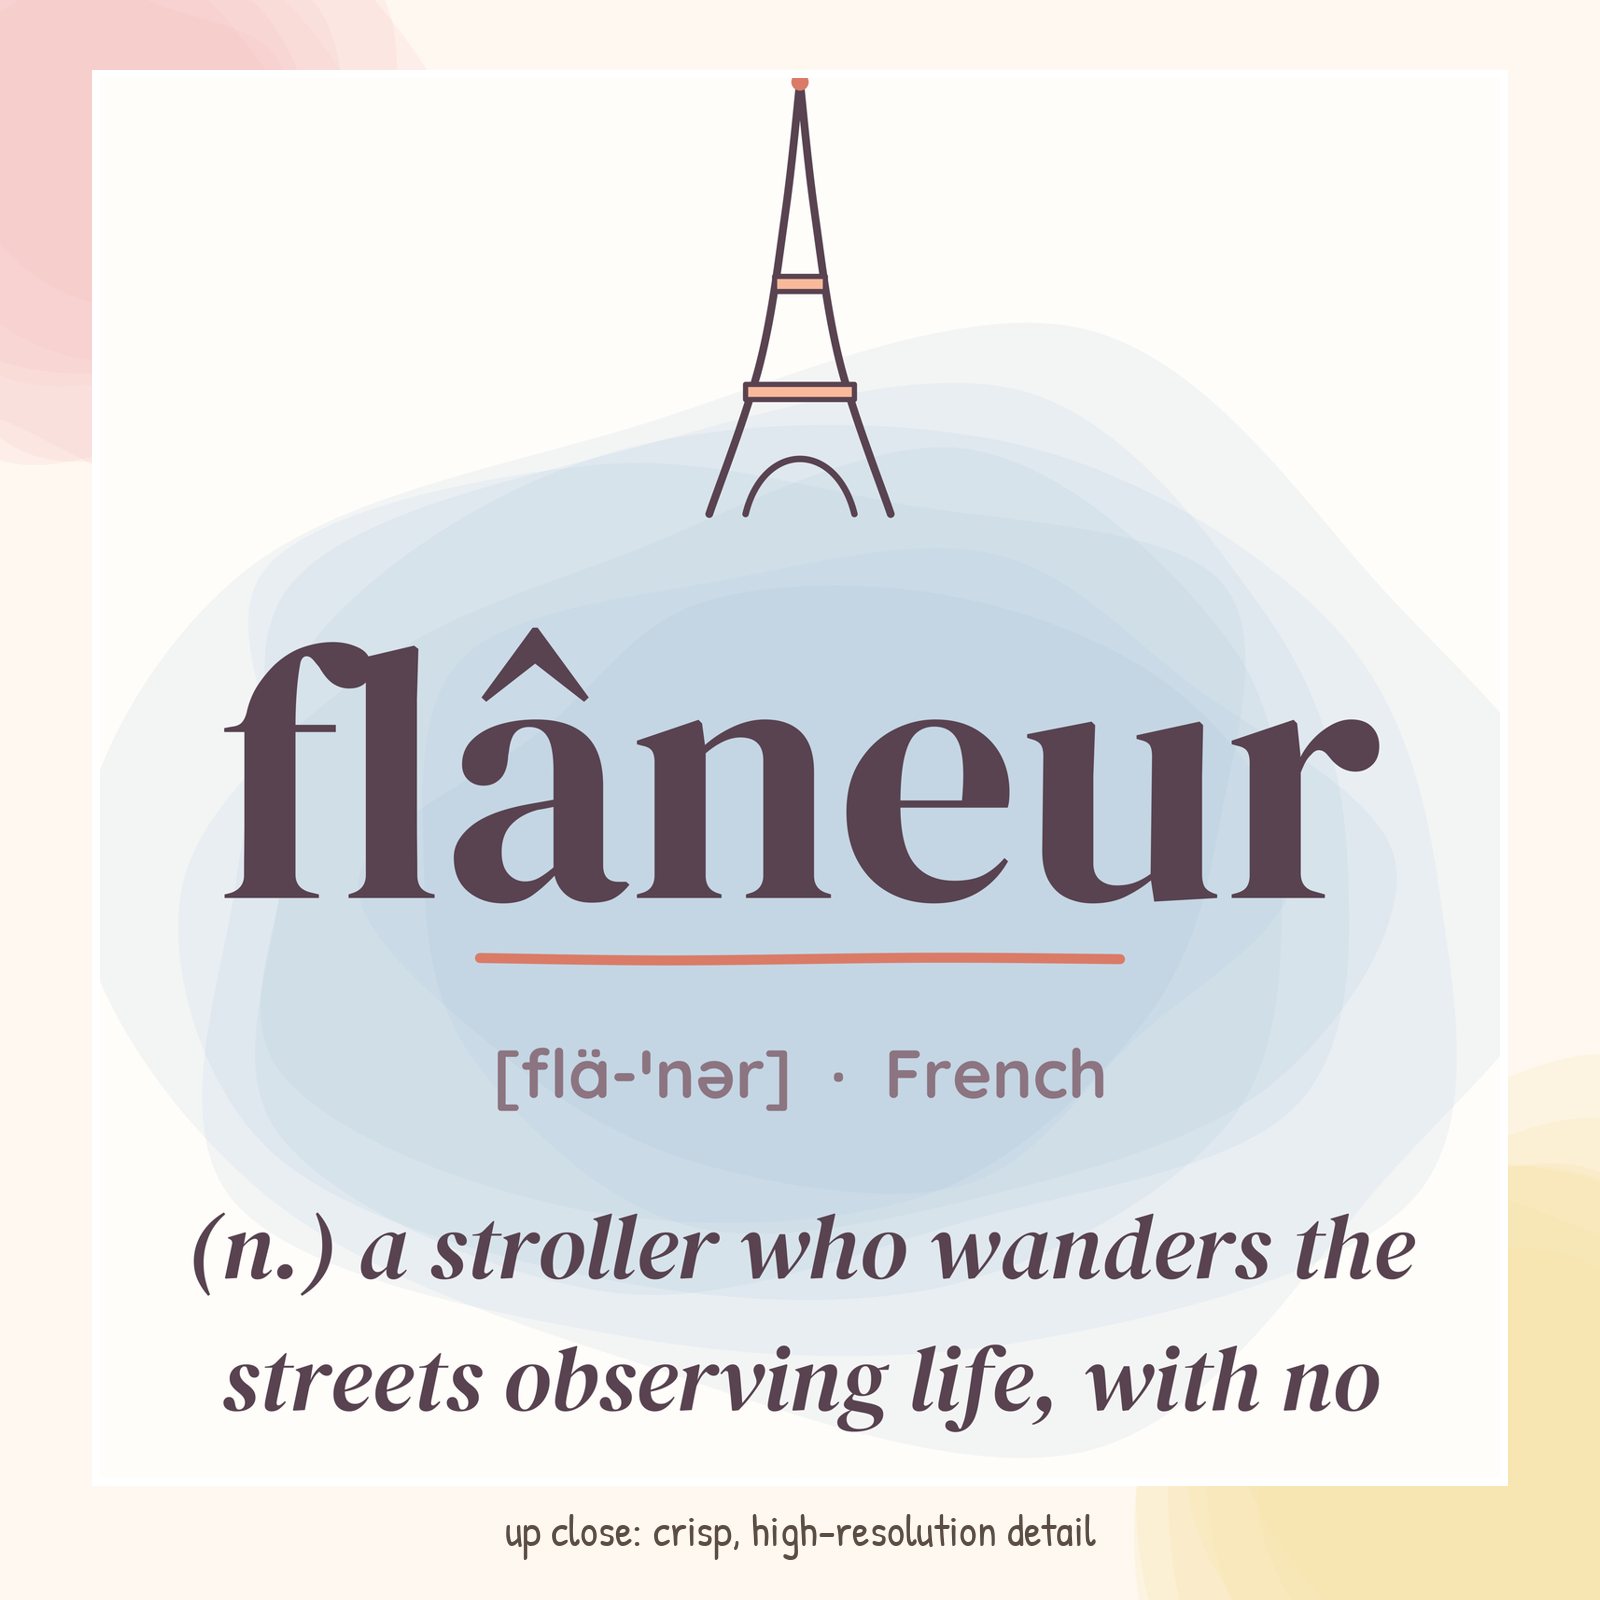 flâneur
[flä-ˈnər] · French
(n.) a stroller who wanders the
streets observing life, with no
up close: crisp, high-resolution detail